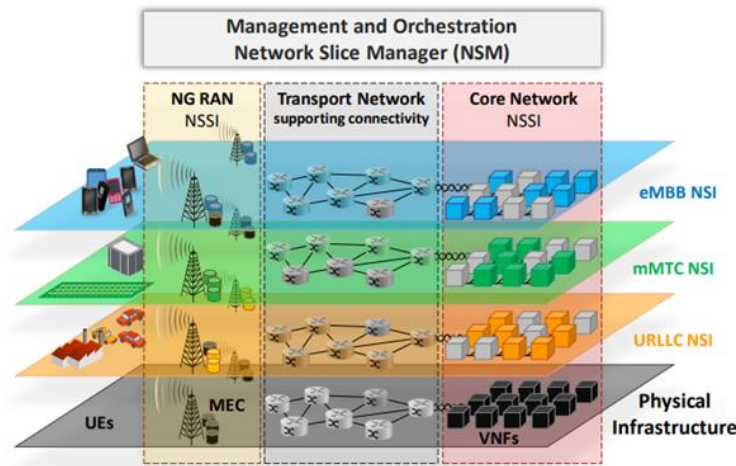 Management and Orchestration
Network Slice Manager (NSM)
NG RAN
NSSI
Transport Network
supporting connectivity
Core Network
NSSI
eMBB NSI
mMTC NSI
URLLC NSI
UEs
MEC
VNFs
Physical
Infrastructure